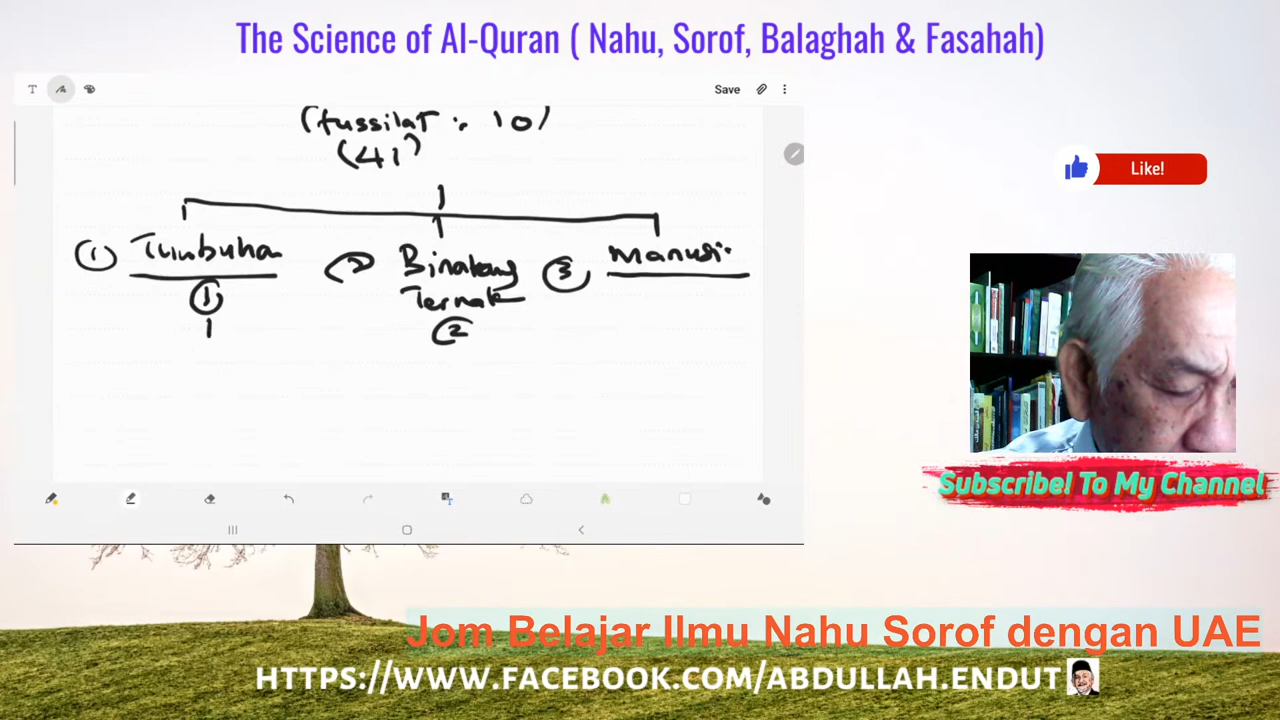 The Science of Al-Quran ( Nahu, Sorof, Balaghah & Fasahah)
T
Save
(fussilat : 10)
(41)
Like!
① Tumbuhan
② Binatang
③ Manusi
① Ternak
②
Subscribe! To My Channel
Jom Belajar Ilmu Nahu Sorof dengan UAE
HTTPS://WWW.FACEBOOK.COM/ABDULLAH.ENDUT